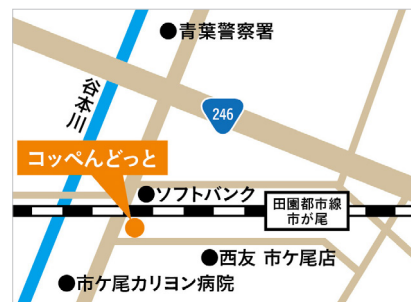 ●青葉警察署
谷本川
246
コッペんどっと
●ソフトバンク
田園都市線
市が尾
●西友 市ケ尾店
●市ケ尾カリヨン病院